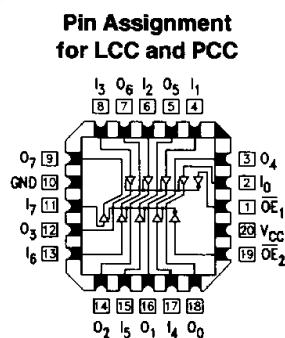 Pin Assignment
for LCC and PCC
I3 O6 I2 O5 I1
8 7 6 5 4
O7 9
GND 10
I7 11
O3 12
I6 13
3 O4
2 I0
1 O̅E̅1
20 VCC
19 O̅E̅2
14 15 16 17 18
O2 I5 O1 I4 O0